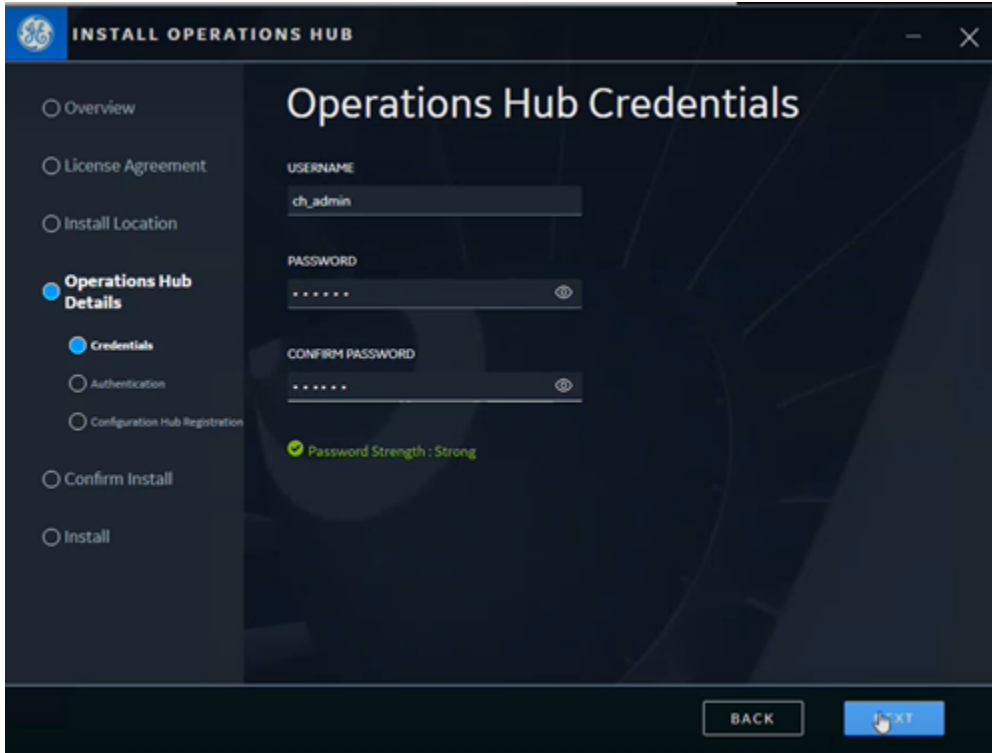 INSTALL OPERATIONS HUB
Overview
License Agreement
Install Location
Operations Hub
Details
Credentials
Authentication
Configuration Hub Registration
Confirm Install
Install
Operations Hub Credentials
USERNAME
ch_admin
PASSWORD
CONFIRM PASSWORD
Password Strength : Strong
BACK
NEXT